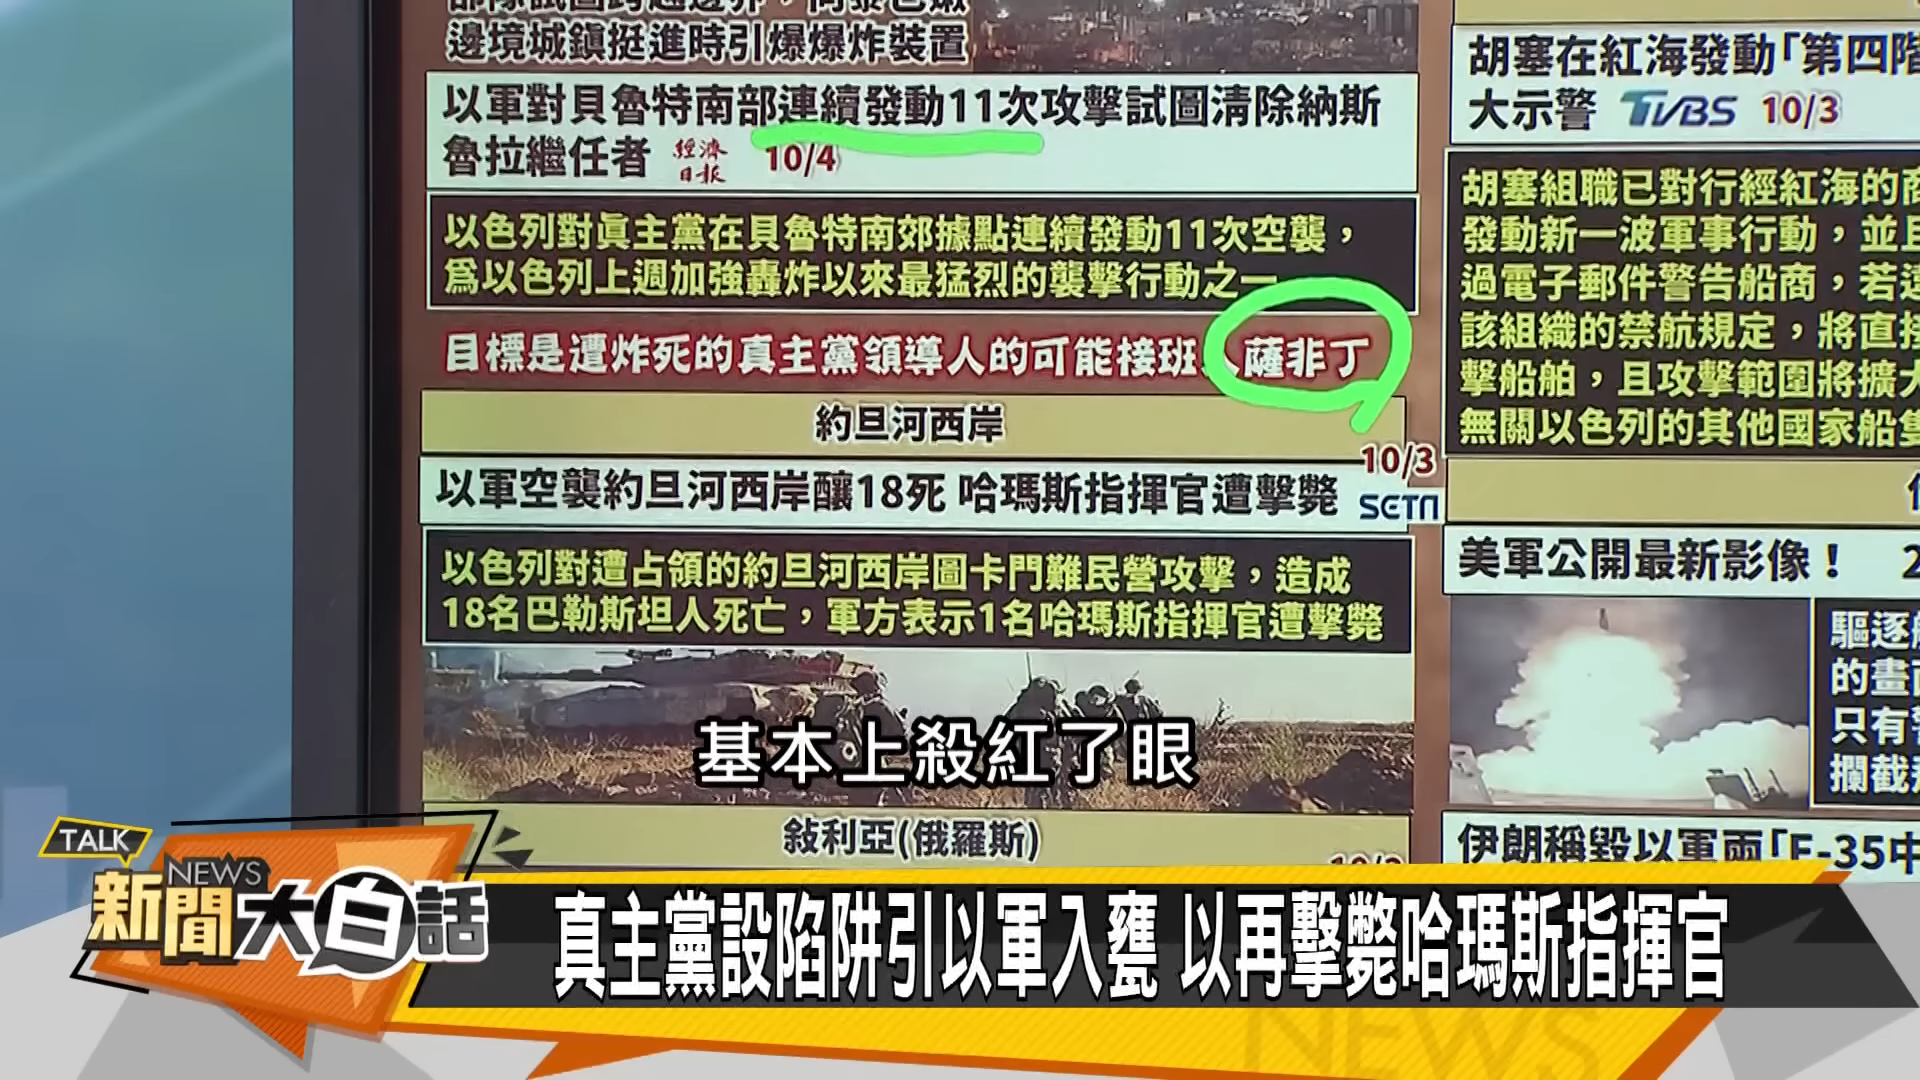 邊境城鎮挺進時引爆爆炸裝置
以軍對貝魯特南部連續發動11次攻擊試圖清除納斯
魯拉繼任者 經濟日報 10/4
以色列對真主黨在貝魯特南郊據點連續發動11次空襲，
為以色列上週加強轟炸以來最猛烈的襲擊行動之一
目標是遭炸死的真主黨領導人的可能接班人薩非丁
約旦河西岸
10/3
以軍空襲約旦河西岸釀18死 哈瑪斯指揮官遭擊斃 SETN
以色列對遭占領的約旦河西岸圖卡門難民營攻擊，造成
18名巴勒斯坦人死亡，軍方表示1名哈瑪斯指揮官遭擊斃
敍利亞(俄羅斯)
胡塞在紅海發動「第四階
大示警 TVBS 10/3
胡塞組職已對行經紅海的商
發動新一波軍事行動，並且
過電子郵件警告船商，若違
該組織的禁航規定，將直接
擊船舶，且攻擊範圍將擴大
無關以色列的其他國家船隻
美軍公開最新影像！ 2
驅逐艦
的畫面
只有
攔截
伊朗稱毀以軍兩「F-35中
基本上殺紅了眼
TALK
NEWS
新聞大白話
真主黨設陷阱引以軍入甕 以再擊斃哈瑪斯指揮官
NEWS